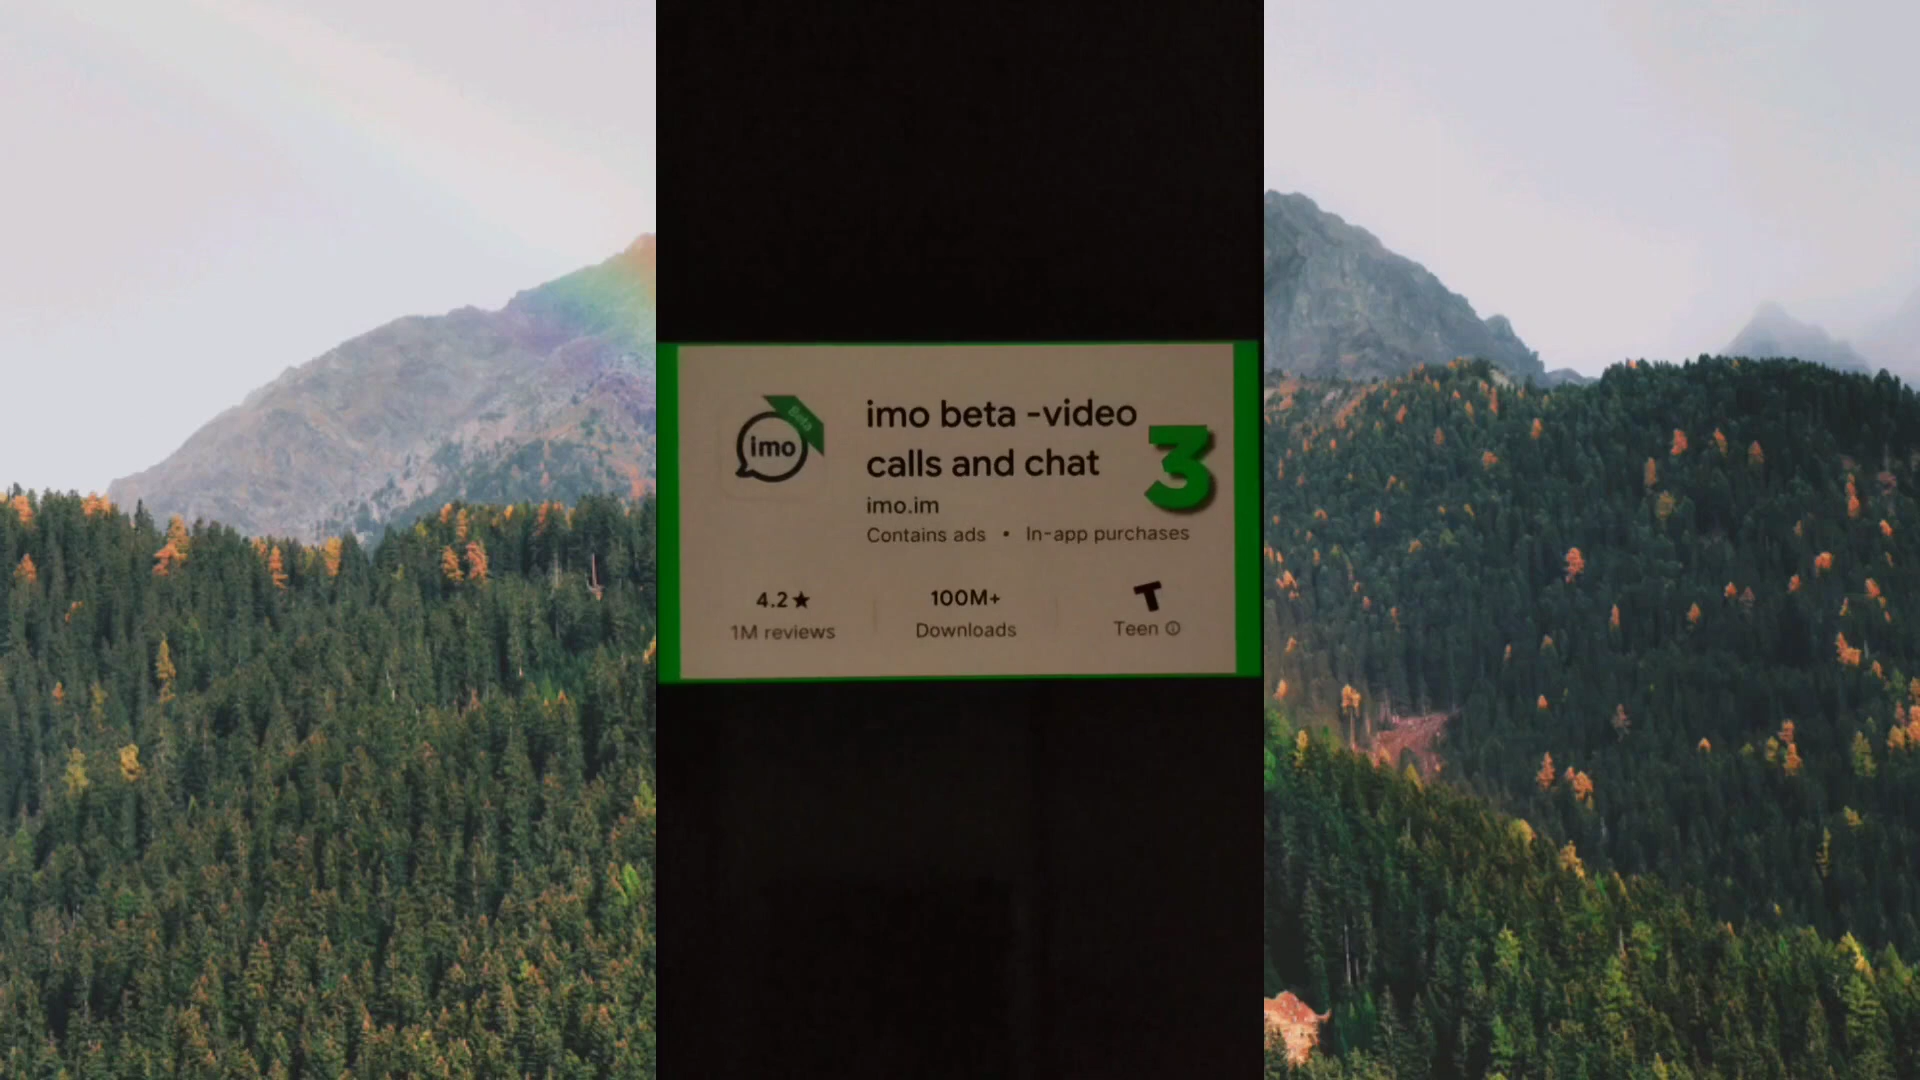 Beta
imo
imo beta -video
calls and chat
3
imo.im
Contains ads • In-app purchases
4.2★
1M reviews
100M+
Downloads
T
Teen ⓘ